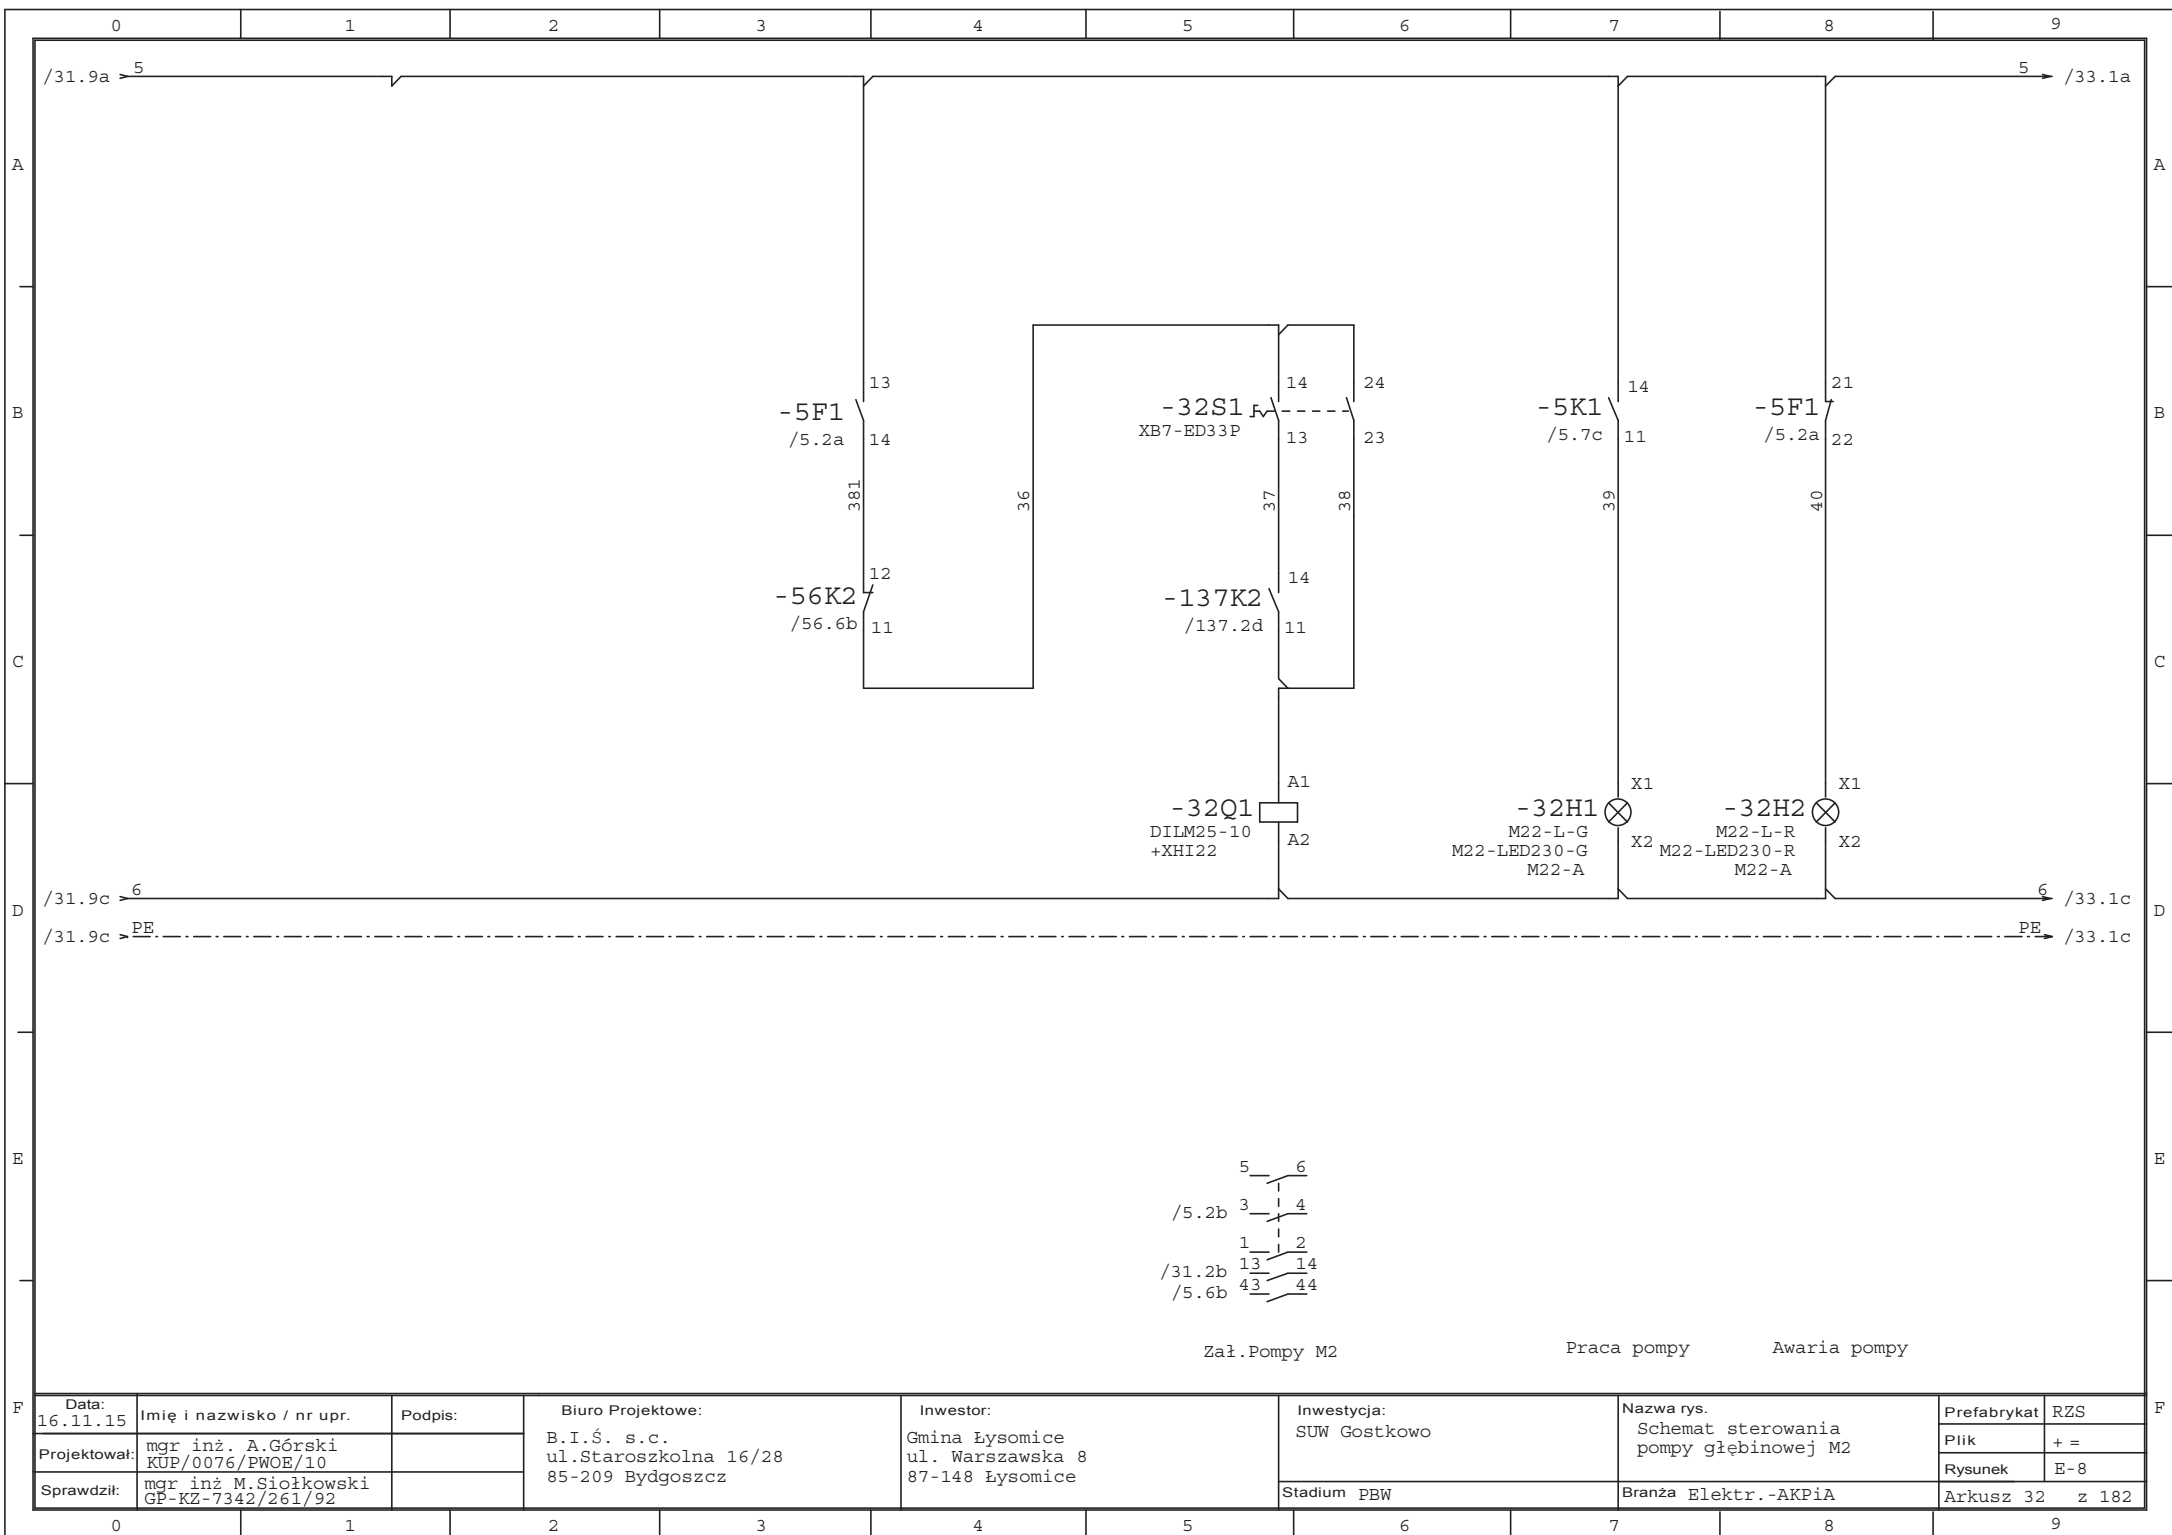 0 1 2 3 4 5 6 7 8 9
/31.9a 5 5 /33.1a
A A
B B
13 14 24 14 21
-5F1 -32S1 -5K1 -5F1
XB7-ED33P
/5.2a 14 13 23 /5.7c 11 /5.2a 22
381 36 37 38 39 40
12 14
-56K2 -137K2
/56.6b 11 /137.2d 11
C C
A1 X1 X1
-32Q1 -32H1 -32H2
DILM25-10 M22-L-G M22-L-R
+XHI22 A2 M22-LED230-G X2 M22-LED230-R X2
M22-A M22-A
/31.9c 6 6 /33.1c
D D
/31.9c PE PE /33.1c
E E
5 6
/5.2b 3 4
1 2
/31.2b 13 14
/5.6b 43 44
Zał.Pompy M2 Praca pompy Awaria pompy
F F
Data:
16.11.15
Imię i nazwisko / nr upr.
Podpis:
Projektował:
mgr inż. A.Górski
KUP/0076/PWOE/10
Sprawdził:
mgr inż M.Siołkowski
GP-KZ-7342/261/92
Biuro Projektowe:
B.I.Ś. s.c.
ul.Staroszkolna 16/28
85-209 Bydgoszcz
Inwestor:
Gmina Łysomice
ul. Warszawska 8
87-148 Łysomice
Inwestycja:
SUW Gostkowo
Stadium PBW
Nazwa rys.
Schemat sterowania
pompy głębinowej M2
Branża Elektr.-AKPiA
Prefabrykat RZS
Plik + =
Rysunek E-8
Arkusz 32 z 182
0 1 2 3 4 5 6 7 8 9